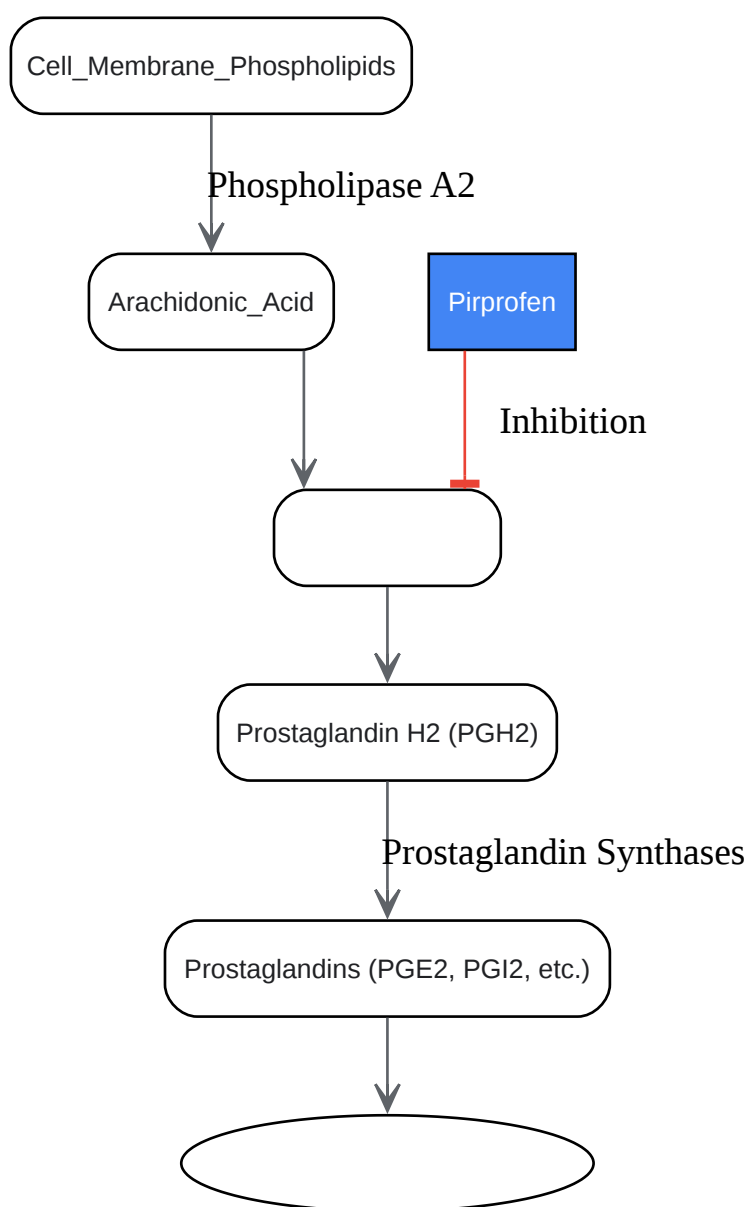 Cell_Membrane_Phospholipids
Phospholipase A2
Arachidonic_Acid
Pirprofen
Inhibition
Prostaglandin H2 (PGH2)
Prostaglandin Synthases
Prostaglandins (PGE2, PGI2, etc.)